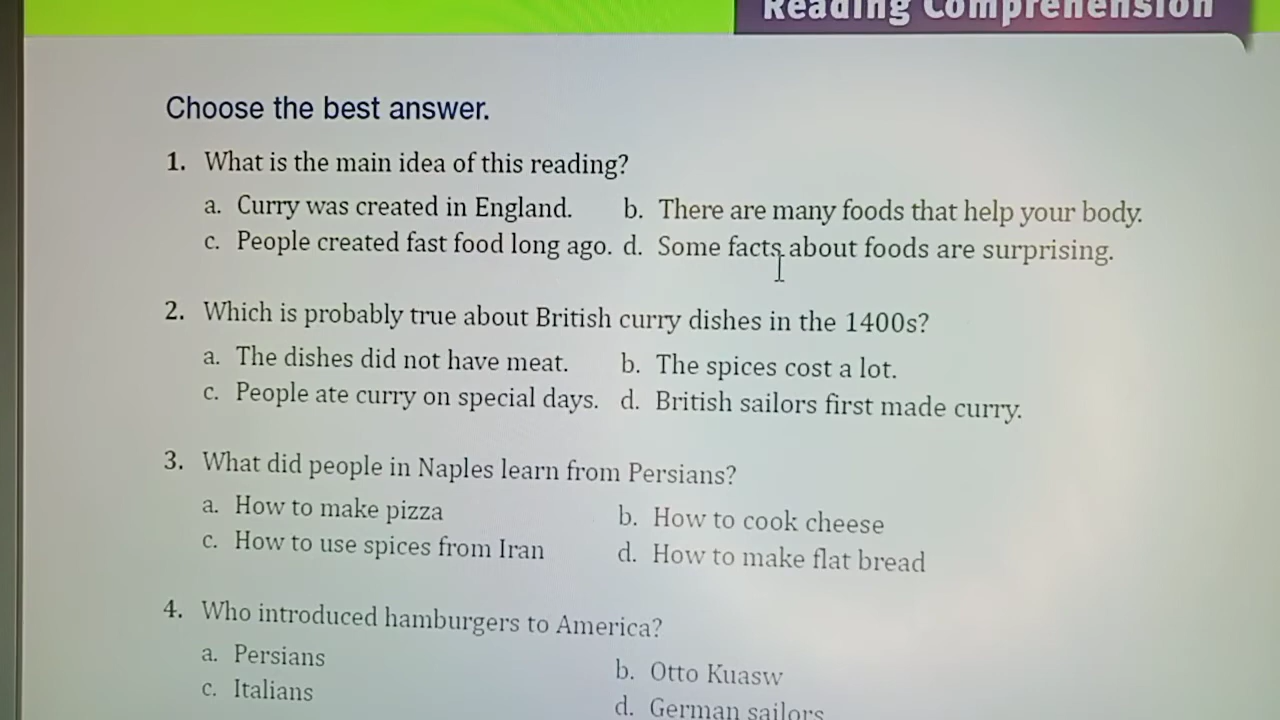 Reading Comprehension
Choose the best answer.
1. What is the main idea of this reading?
a. Curry was created in England. b. There are many foods that help your body.
c. People created fast food long ago. d. Some facts about foods are surprising.
2. Which is probably true about British curry dishes in the 1400s?
a. The dishes did not have meat. b. The spices cost a lot.
c. People ate curry on special days. d. British sailors first made curry.
3. What did people in Naples learn from Persians?
a. How to make pizza b. How to cook cheese
c. How to use spices from Iran d. How to make flat bread
4. Who introduced hamburgers to America?
a. Persians b. Otto Kuasw
c. Italians d. German sailors